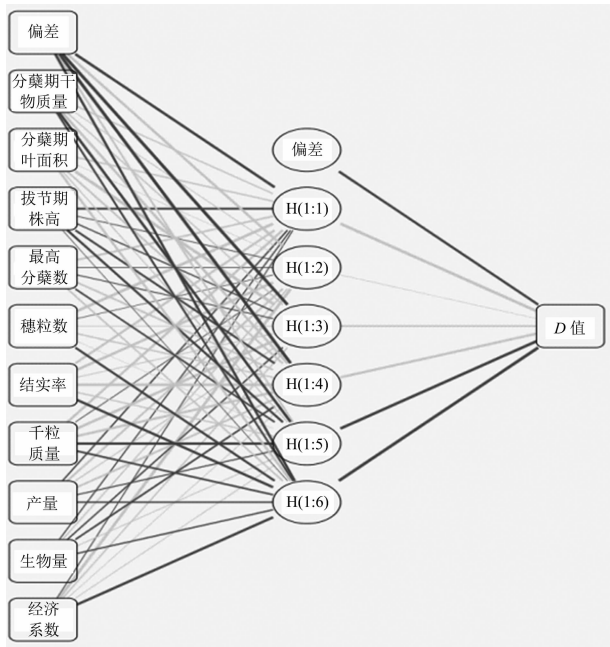 偏差
分蘖期干
物质量
分蘖期
叶面积
拔节期
株高
最高
分蘖数
穗粒数
结实率
千粒
质量
产量
生物量
经济
系数
偏差
H(1:1)
H(1:2)
H(1:3)
H(1:4)
H(1:5)
H(1:6)
D 值